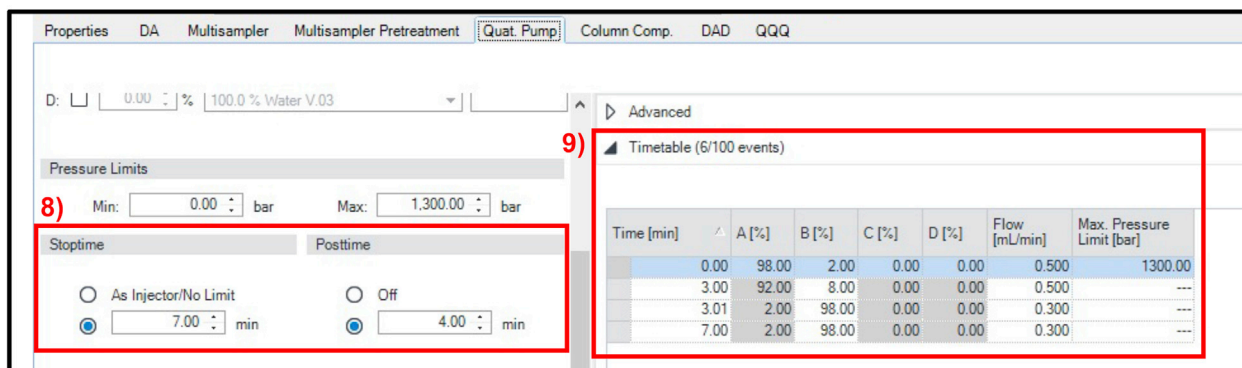 Properties DA Multisampler Multisampler Pretreatment Quat. Pump Column Comp. DAD QQQ
D: 0.00 % 100.0 % Water V.03
Pressure Limits
Min: 0.00 bar Max: 1,300.00 bar
8)
Stoptime Posttime
As Injector/No Limit Off
7.00 min 4.00 min
Advanced
9)
Timetable (6/100 events)
Time [min] A [%] B [%] C [%] D [%] Flow [mL/min] Max. Pressure Limit [bar]
0.00 98.00 2.00 0.00 0.00 0.500 1300.00
3.00 92.00 8.00 0.00 0.00 0.500 ---
3.01 2.00 98.00 0.00 0.00 0.300 ---
7.00 2.00 98.00 0.00 0.00 0.300 ---